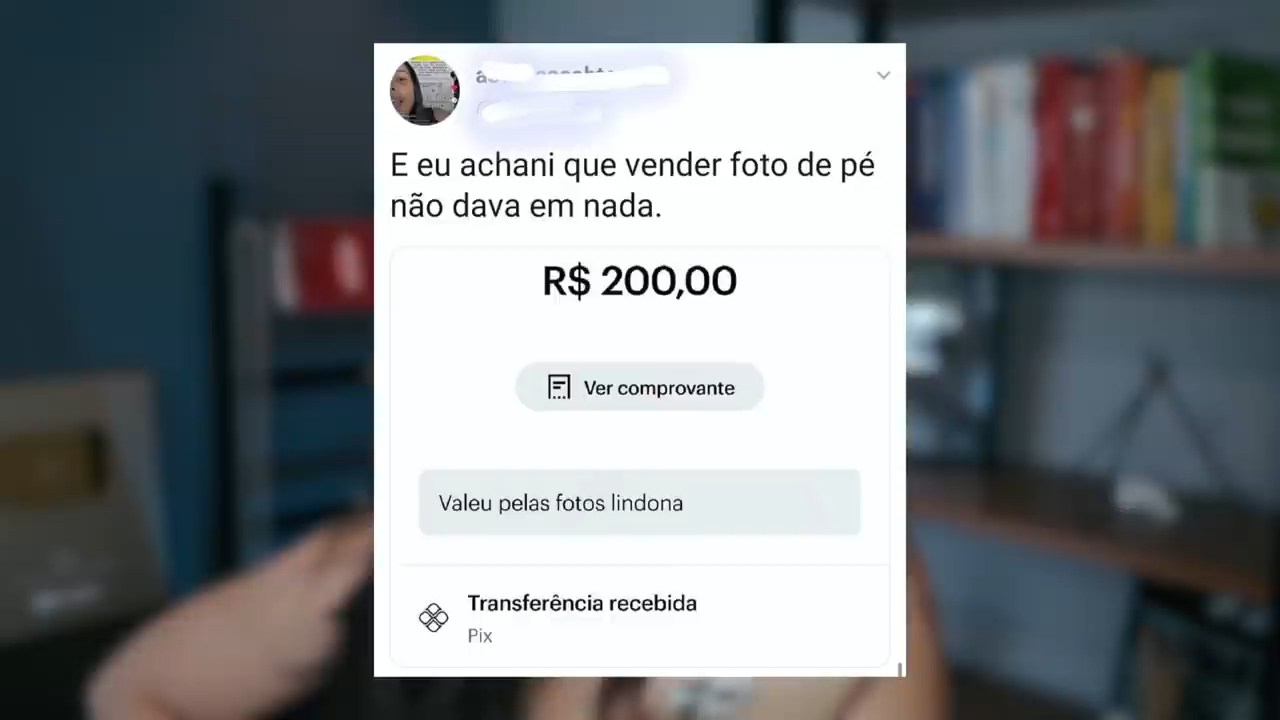 E eu achani que vender foto de pé
não dava em nada.
R$ 200,00
Ver comprovante
Valeu pelas fotos lindona
Transferência recebida
Pix